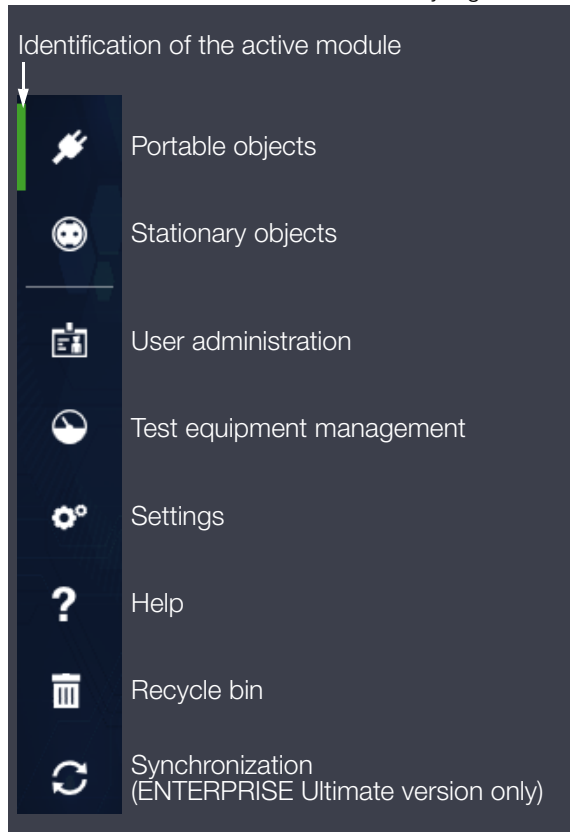 Identification of the active module
Portable objects
Stationary objects
User administration
Test equipment management
Settings
?
Help
Recycle bin
Synchronization
(ENTERPRISE Ultimate version only)